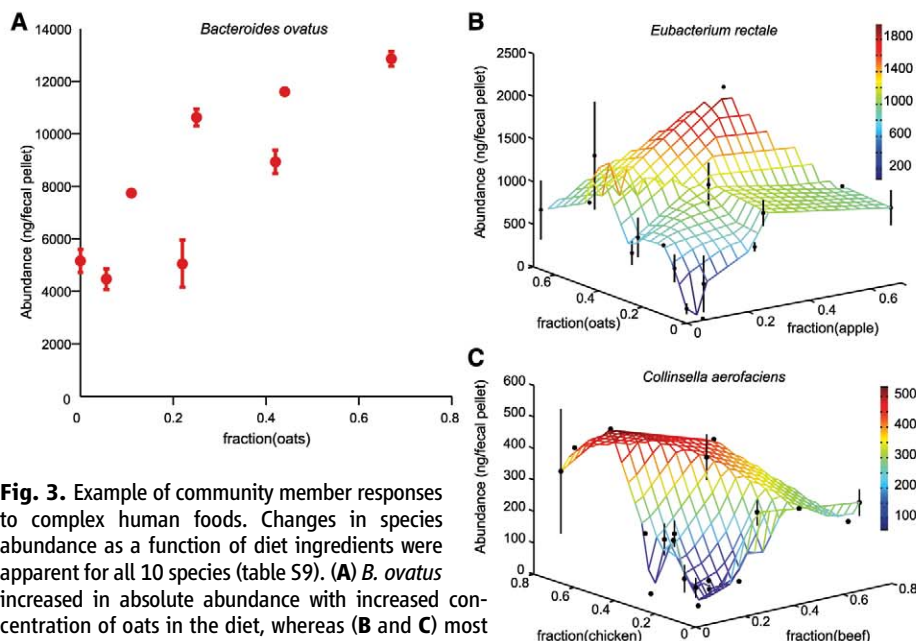 A
Bacteroides ovatus
14000
12000
10000
8000
6000
4000
2000
0
Abundance (ng/fecal pellet)
0 0.2 0.4 0.6 0.8
fraction(oats)
B
Eubacterium rectale
2500
2000
1500
1000
500
0
Abundance (ng/fecal pellet)
0.6
0.4
0.2
0
fraction(oats)
0
0.2
0.4
0.6
fraction(apple)
1800
1400
1000
600
200
C
Collinsella aerofaciens
600
500
400
300
200
100
0
Abundance (ng/fecal pellet)
0.8
0.6
0.4
0.2
0
fraction(chicken)
0
0.2
0.4
0.6
0.8
fraction(beef)
500
400
300
200
100
Fig. 3. Example of community member responses
to complex human foods. Changes in species
abundance as a function of diet ingredients were
apparent for all 10 species (table S9). (A) B. ovatus
increased in absolute abundance with increased con-
centration of oats in the diet, whereas (B and C) most